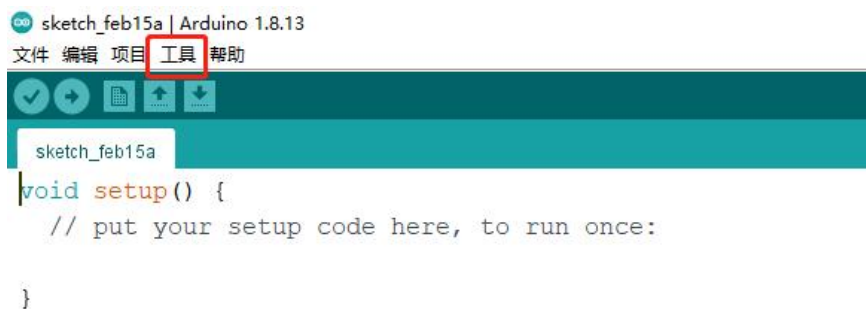 sketch_feb15a | Arduino 1.8.13
文件 编辑 项目 工具 帮助
sketch_feb15a
void setup() {
  // put your setup code here, to run once:
}